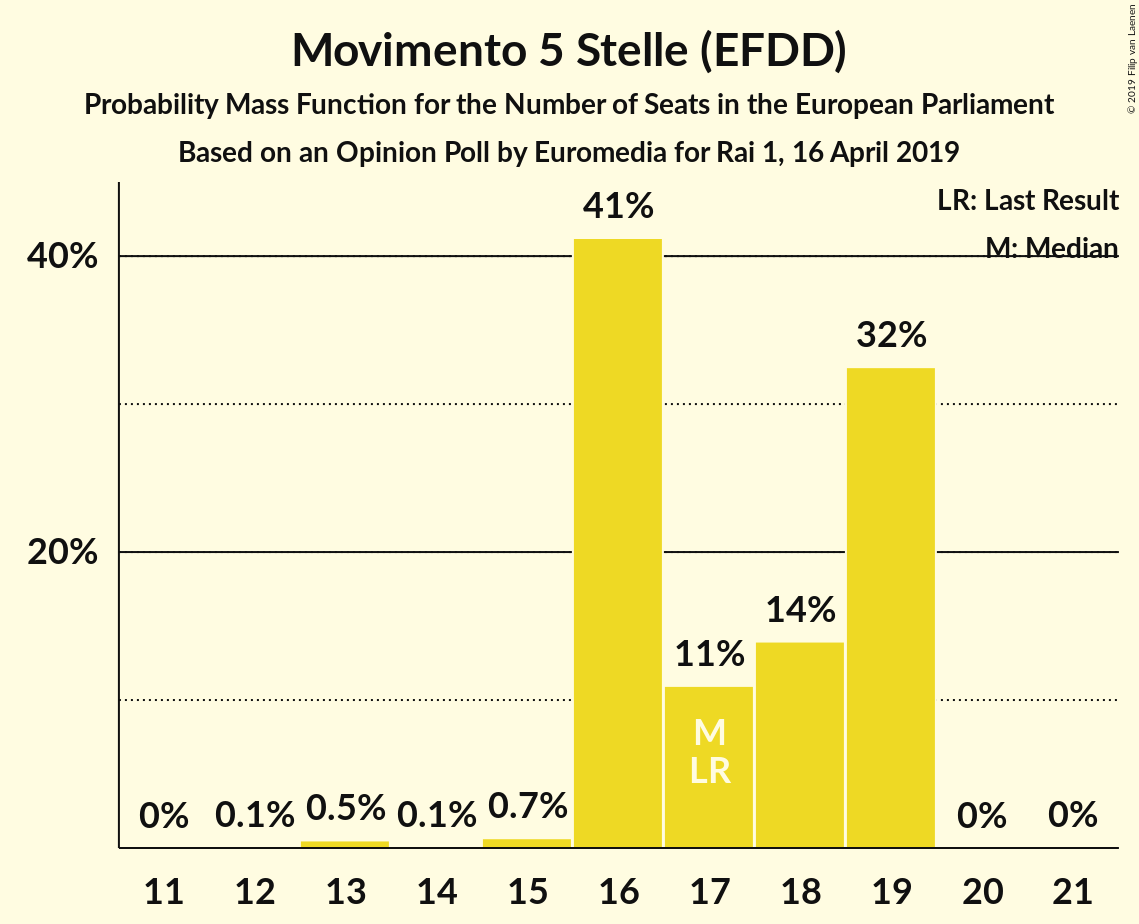 Movimento 5 Stelle (EFDD)
Probability Mass Function for the Number of Seats in the European Parliament
Based on an Opinion Poll by Euromedia for Rai 1, 16 April 2019
© 2019 Filip van Laenen
LR: Last Result
M: Median
40%
20%
0%
0.1%
0.5%
0.1%
0.7%
41%
11%
14%
32%
0%
0%
M
LR
11 12 13 14 15 16 17 18 19 20 21